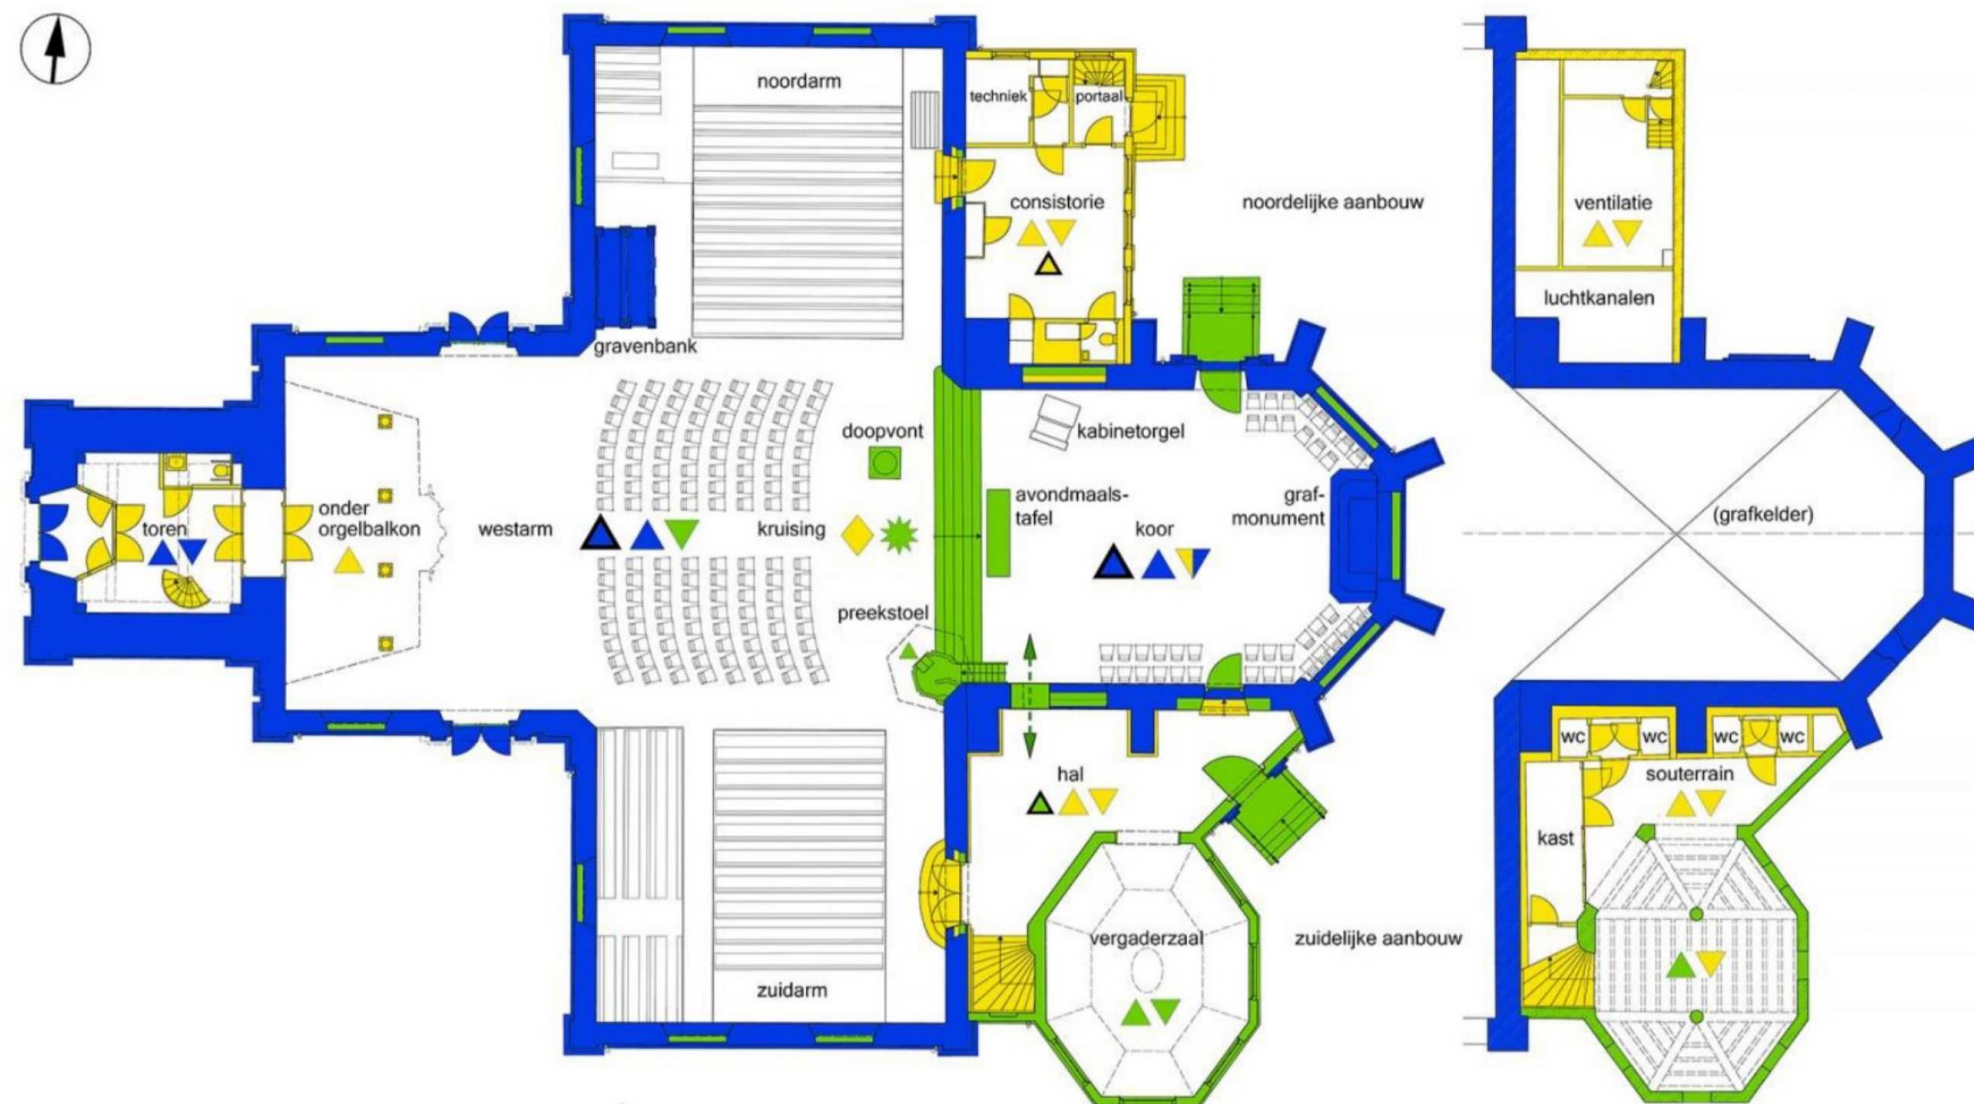 noordarm
techniek
portaal
consistorie
noordelijke aanbouw
ventilatie
luchtkanalen
gravenbank
doopvont
kabinetorgel
avondmaals-
tafel
graf-
monument
onder
orgelbalkon
toren
westarm
kruising
koor
(grafkelder)
preekstoel
hal
wc
wc
wc
wc
souterrain
kast
vergaderzaal
zuidelijke aanbouw
zuidarm